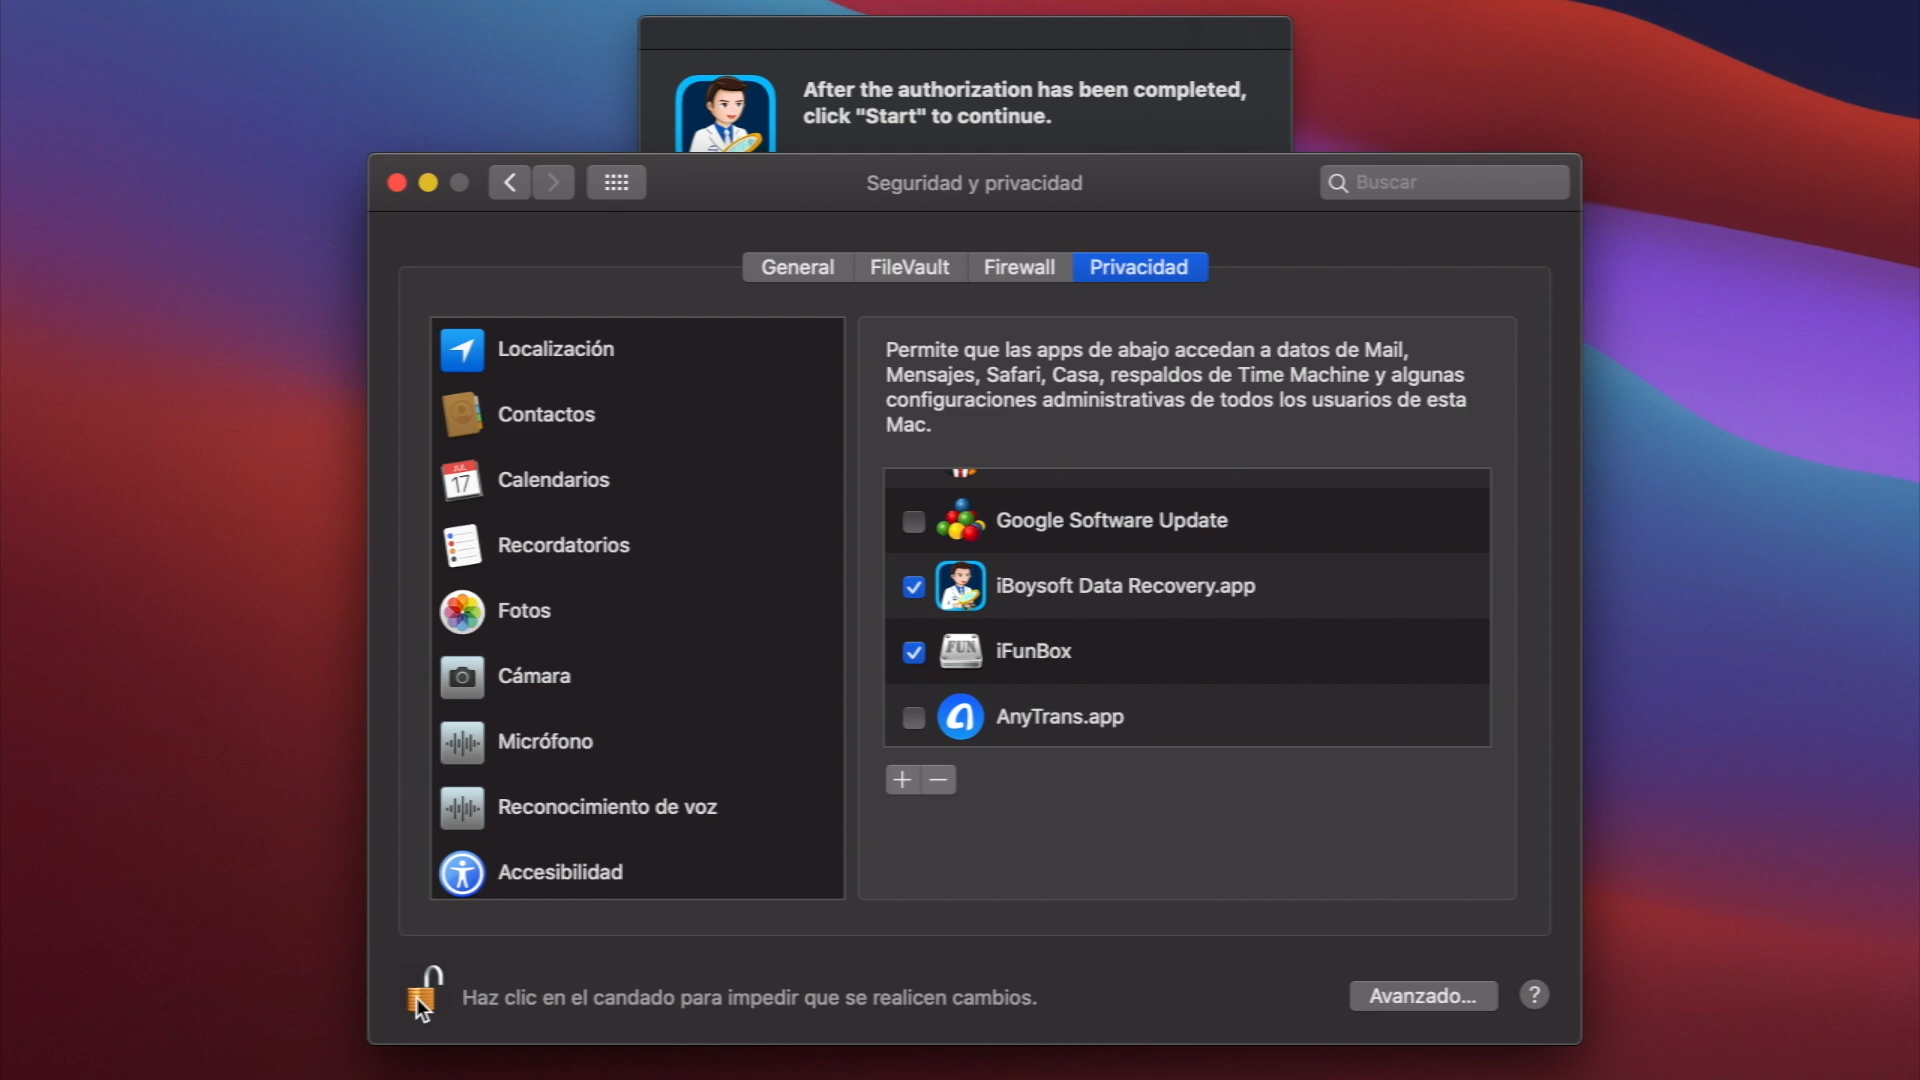 After the authorization has been completed,
click "Start" to continue.
Seguridad y privacidad
Buscar
General
FileVault
Firewall
Privacidad
Localización
Contactos
JUL
17
Calendarios
Recordatorios
Fotos
Cámara
Micrófono
Reconocimiento de voz
Accesibilidad
Permite que las apps de abajo accedan a datos de Mail,
Mensajes, Safari, Casa, respaldos de Time Machine y algunas
configuraciones administrativas de todos los usuarios de esta
Mac.
Google Software Update
iBoysoft Data Recovery.app
FUN
iFunBox
AnyTrans.app
Haz clic en el candado para impedir que se realicen cambios.
Avanzado...
?